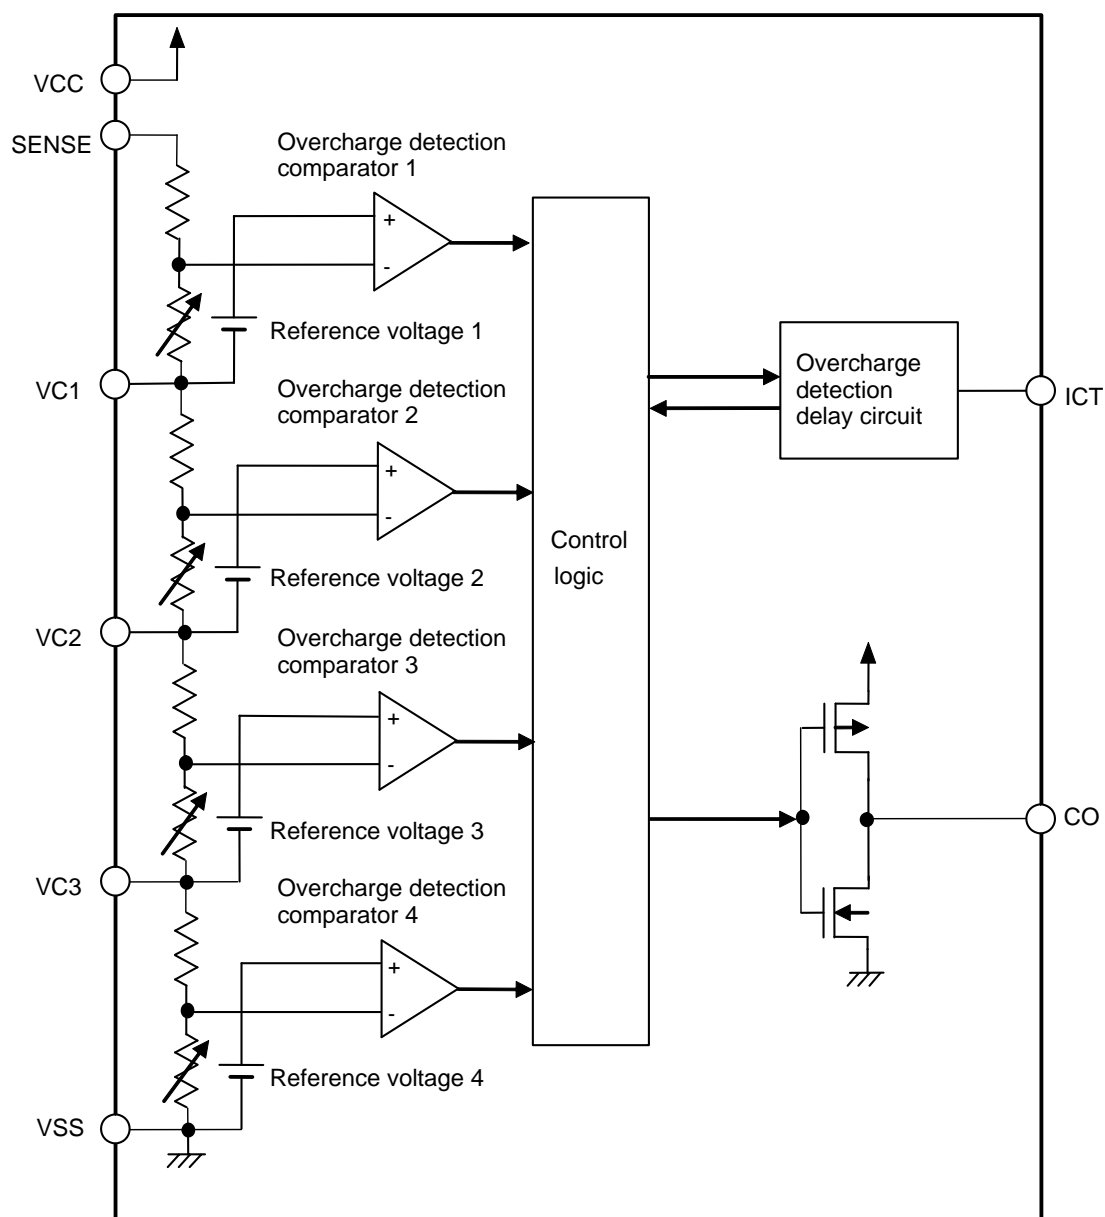 VCC
SENSE
Overcharge detection
comparator 1
+
-
Reference voltage 1
VC1
Overcharge detection
comparator 2
+
-
Reference voltage 2
VC2
Overcharge detection
comparator 3
+
-
Reference voltage 3
VC3
Overcharge detection
comparator 4
+
-
Reference voltage 4
VSS
Control
logic
Overcharge
detection
delay circuit
ICT
CO